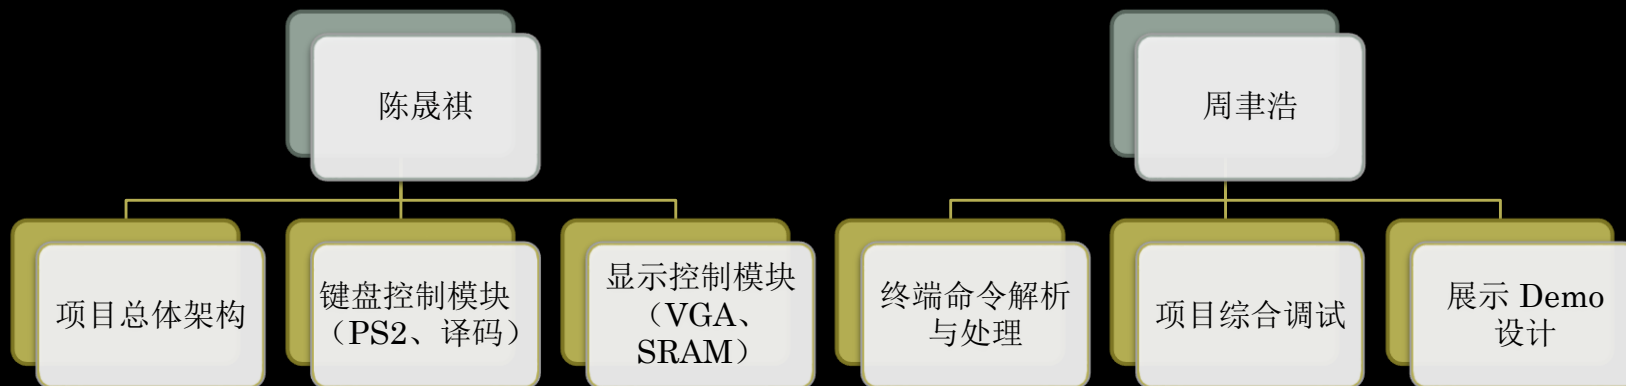 陈晟祺
周聿浩
项目总体架构
键盘控制模块
（PS2、译码）
显示控制模块
（VGA、
SRAM）
终端命令解析
与处理
项目综合调试
展示 Demo
设计